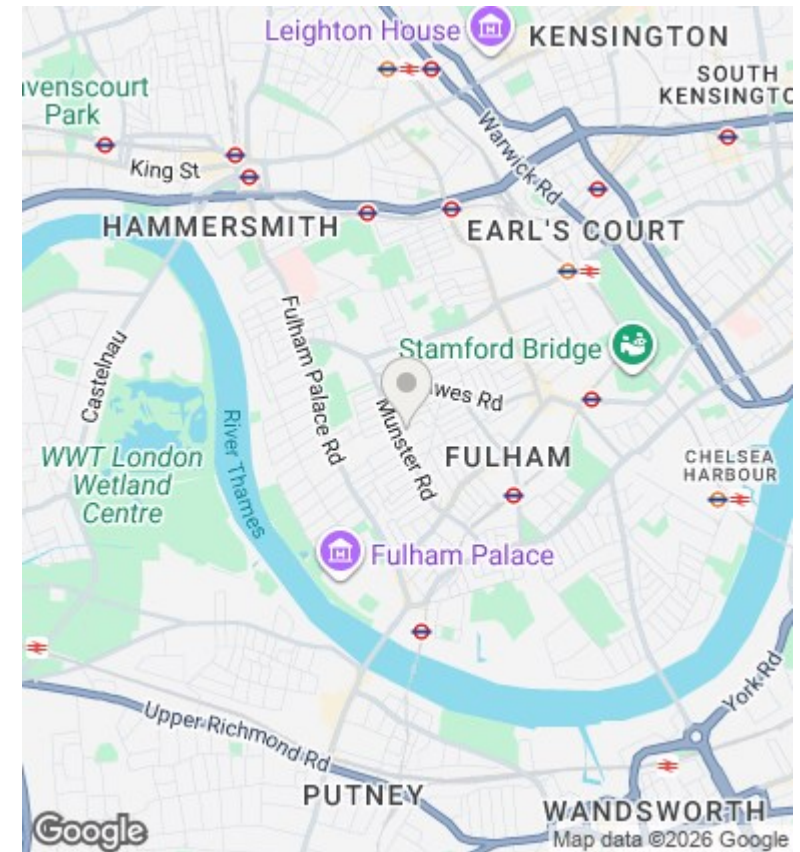 Leighton House
KENSINGTON
SOUTH
KENSINGTO
avenscourt
Park
King St
Warwick Rd
HAMMERSMITH
EARL'S COURT
Castelnau
Fulham Palace Rd
Stamford Bridge
awes Rd
Munster Rd
River Thames
FULHAM
CHELSEA
HARBOUR
WWT London
Wetland
Centre
Fulham Palace
York Rd
Upper Richmond Rd
PUTNEY
WANDSWORTH
Google
Map data ©2026 Google